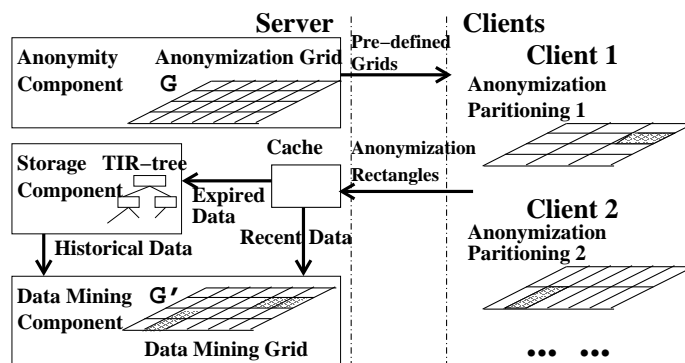 Server
Clients
Anonymity
Component
Anonymization Grid
G
Pre-defined
Grids
Client 1
Anonymization
Paritioning 1
Storage
Component
TIR-tree
Cache
Expired
Data
Anonymization
Rectangles
Client 2
Anonymization
Paritioning 2
Historical Data
Recent Data
Data Mining
Component
G'
Data Mining Grid
... ...